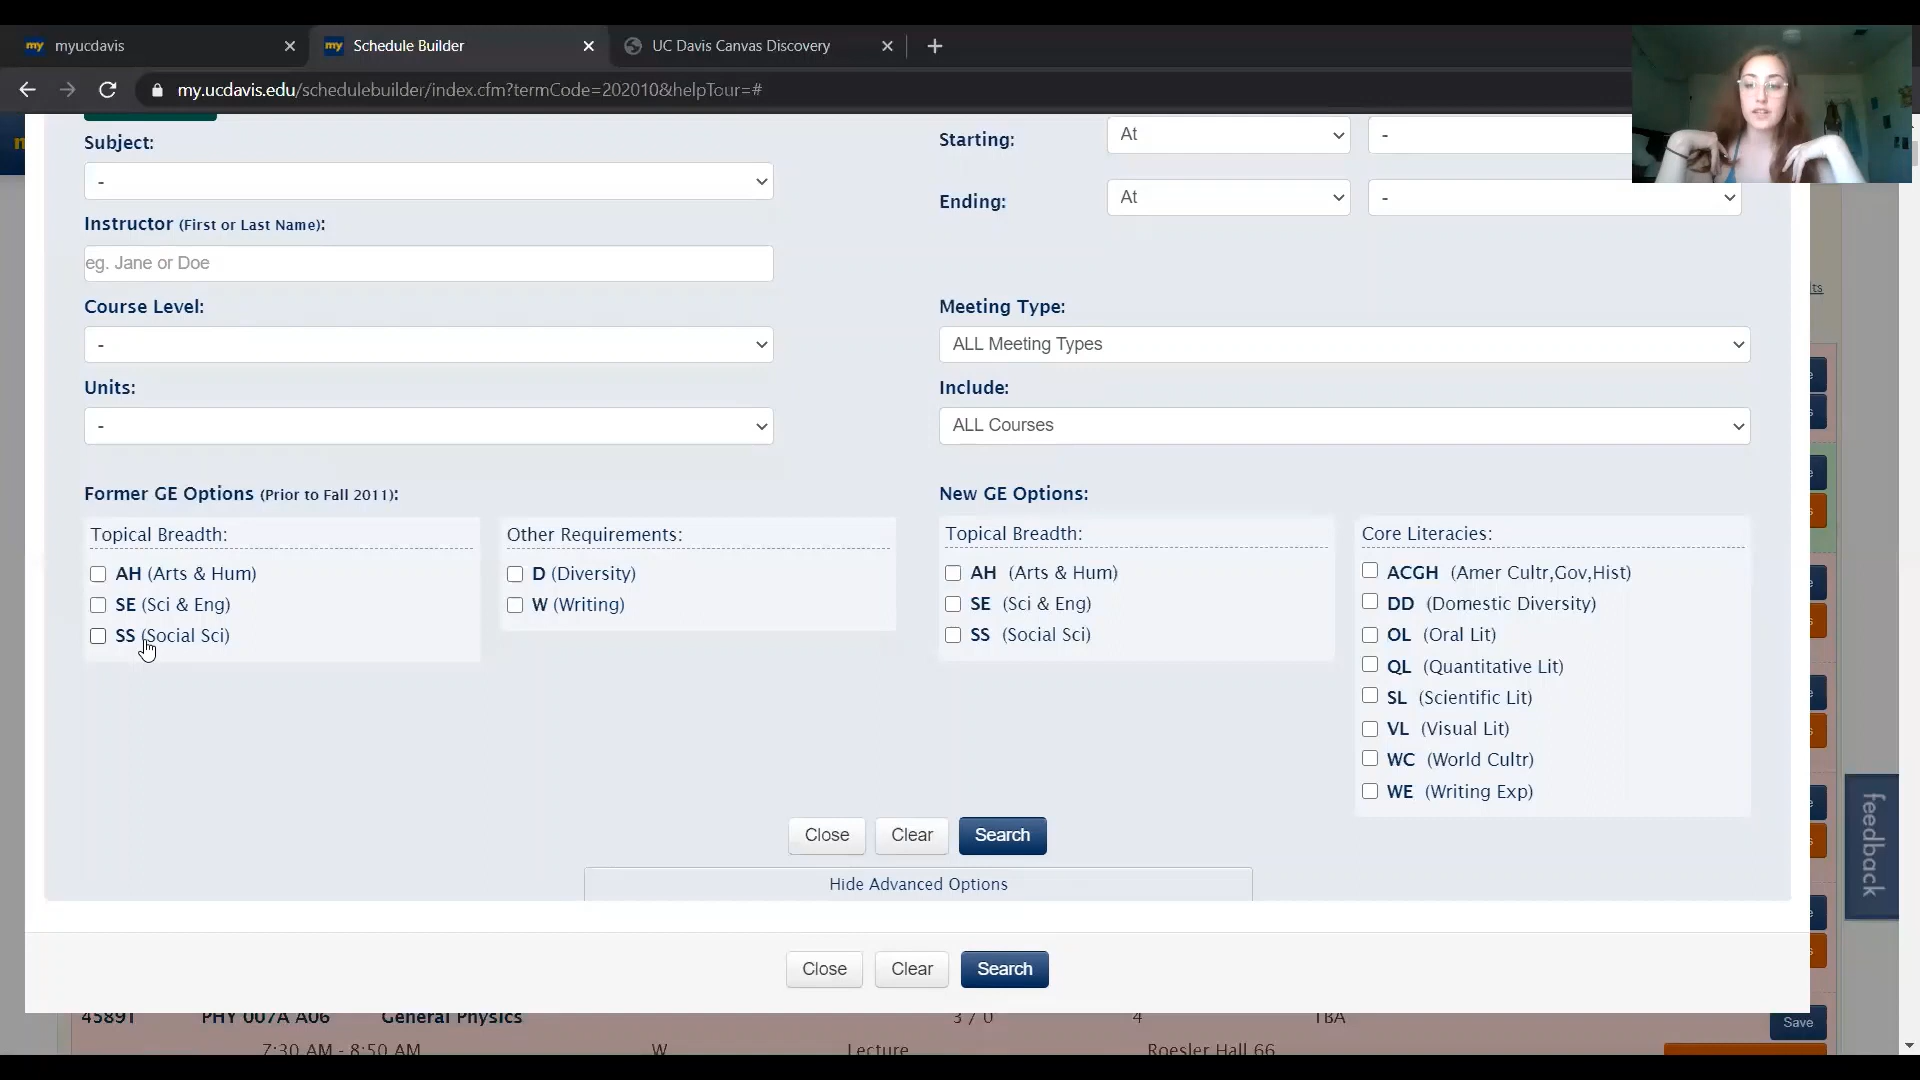 my myucdavis
my Schedule Builder
UC Davis Canvas Discovery
my.ucdavis.edu/schedulebuilder/index.cfm?termCode=202010&helpTour=#
Subject:
-
Instructor (First or Last Name):
eg. Jane or Doe
Course Level:
-
Units:
-
Starting: At -
Ending: At -
Meeting Type:
ALL Meeting Types
Include:
ALL Courses
Former GE Options (Prior to Fall 2011):
Topical Breadth:
AH (Arts & Hum)
SE (Sci & Eng)
SS (Social Sci)
Other Requirements:
D (Diversity)
W (Writing)
New GE Options:
Topical Breadth:
AH (Arts & Hum)
SE (Sci & Eng)
SS (Social Sci)
Core Literacies:
ACGH (Amer Cultr,Gov,Hist)
DD (Domestic Diversity)
OL (Oral Lit)
QL (Quantitative Lit)
SL (Scientific Lit)
VL (Visual Lit)
WC (World Cultr)
WE (Writing Exp)
Close Clear Search
Hide Advanced Options
Close Clear Search
feedback
45891 PHY 007A A06 General Physics 3 / 0 4 TBA
Save
7:30 AM - 8:50 AM W Lecture Roesler Hall 66